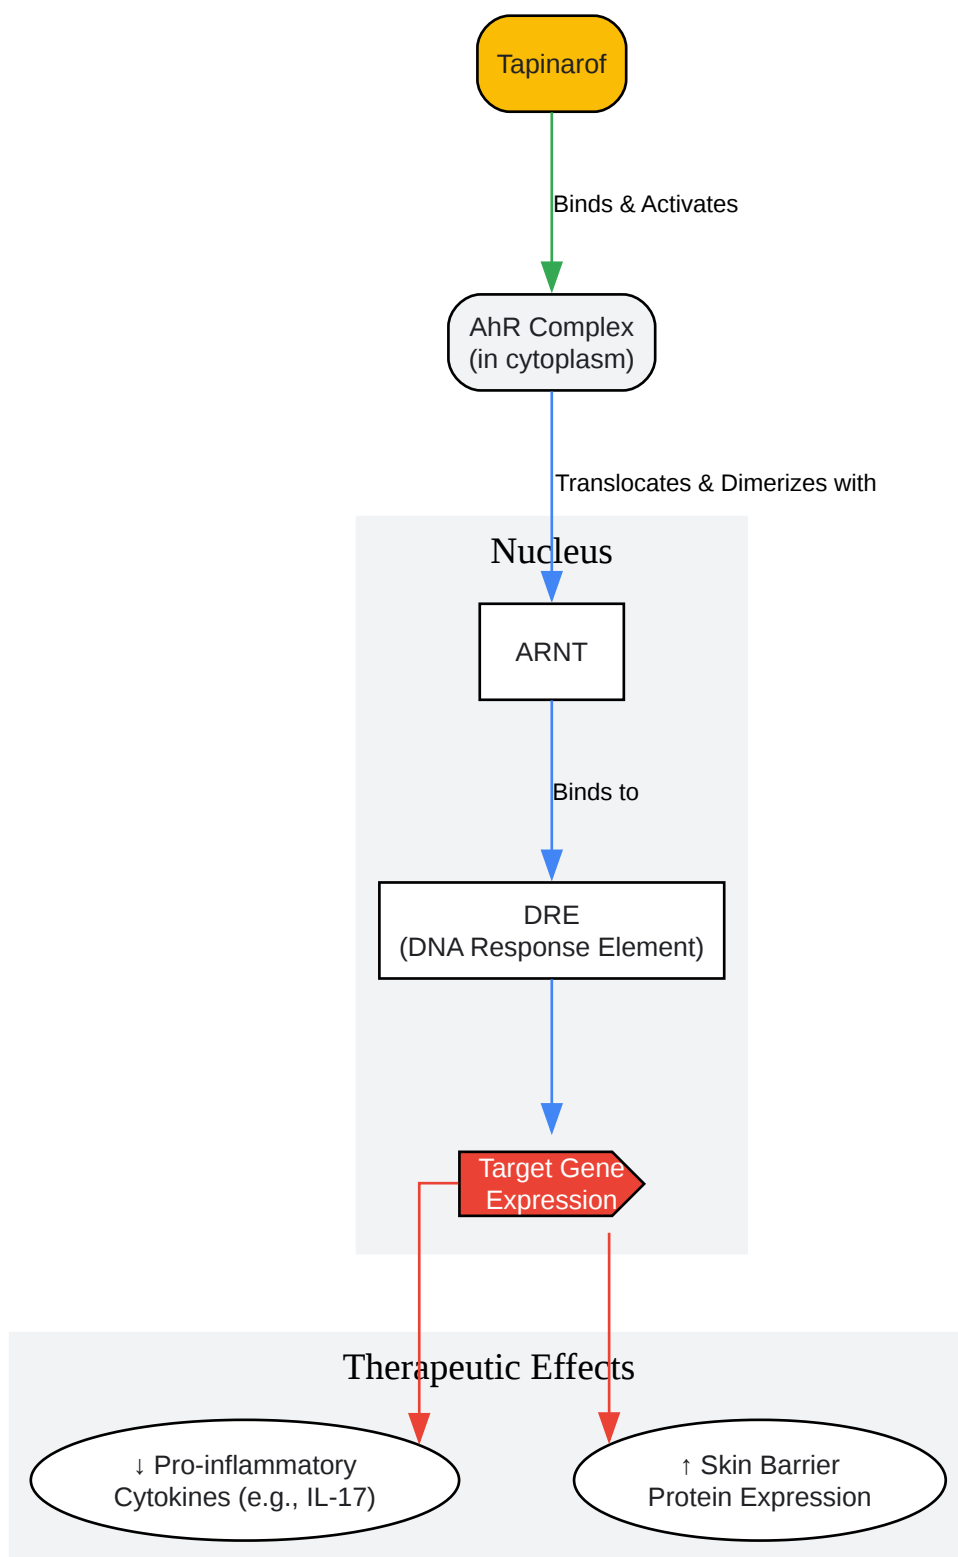 Tapinarof
Binds & Activates
AhR Complex
(in cytoplasm)
Translocates & Dimerizes with
Nucleus
ARNT
Binds to
DRE
(DNA Response Element)
Target Gene
Expression
Therapeutic Effects
↓ Pro-inflammatory
Cytokines (e.g., IL-17)
↑ Skin Barrier
Protein Expression